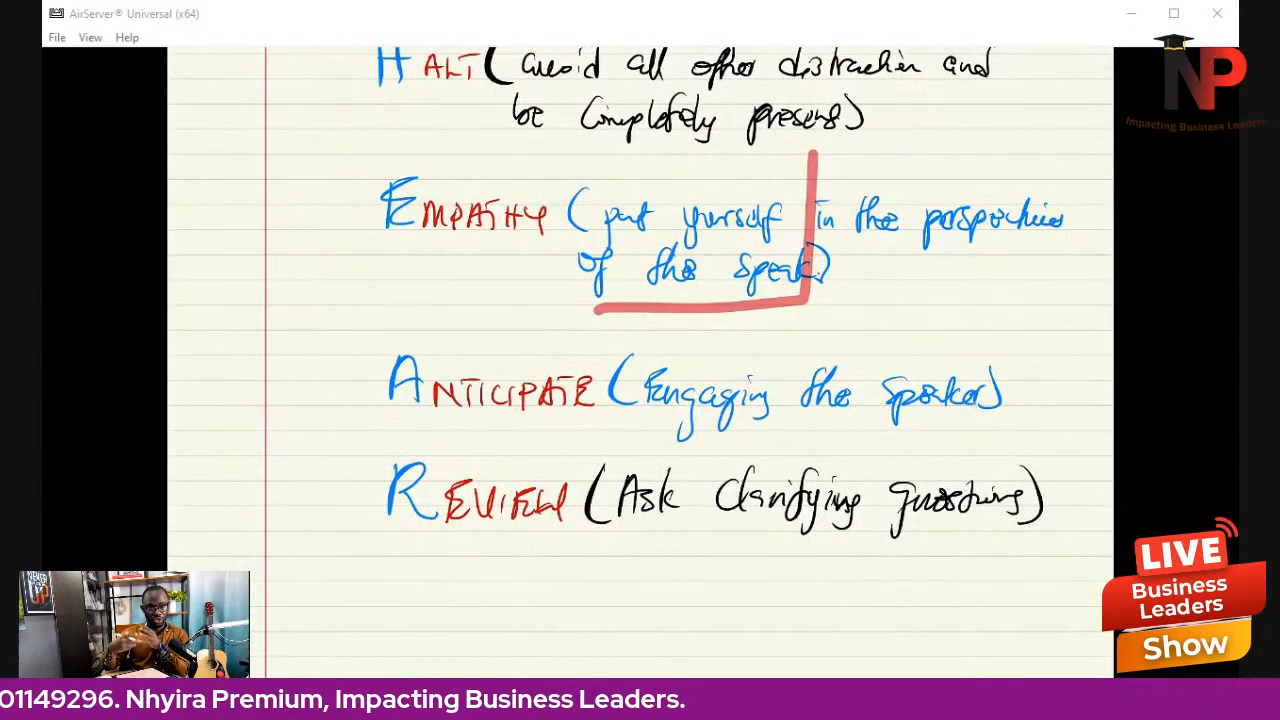 AirServer® Universal (x64)
File View Help
HALT (avoid all other distraction and
be completely present)
NP
Impacting Business Leaders
EMPATHY (put yourself in the perspective
of the speak)
ANTICIPATE (Engaging the speaker)
REVIEW (Ask clarifying questions)
LIVE
Business
Leaders
Show
01149296. Nhyira Premium, Impacting Business Leaders.